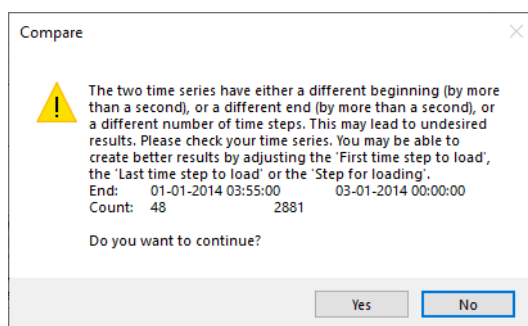 Compare
The two time series have either a different beginning (by more
than a second), or a different end (by more than a second), or
a different number of time steps. This may lead to undesired
results. Please check your time series. You may be able to
create better results by adjusting the 'First time step to load',
the 'Last time step to load' or the 'Step for loading'.
End: 01-01-2014 03:55:00 03-01-2014 00:00:00
Count: 48 2881
Do you want to continue?
Yes No